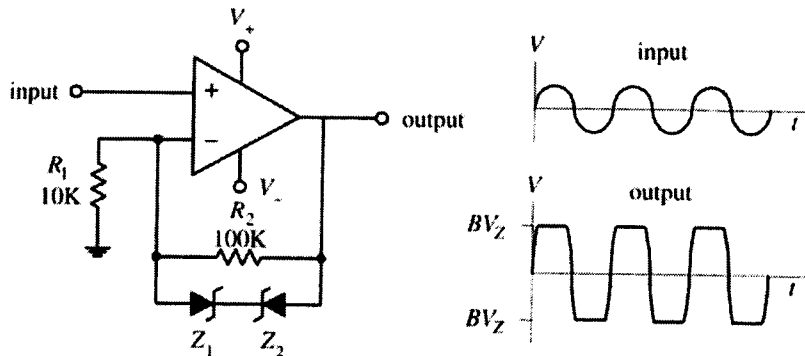 V+
input
+
−
output
R1
10K
V-
R2
100K
Z1
Z2
V
input
t
V
output
BVZ
t
BVZ